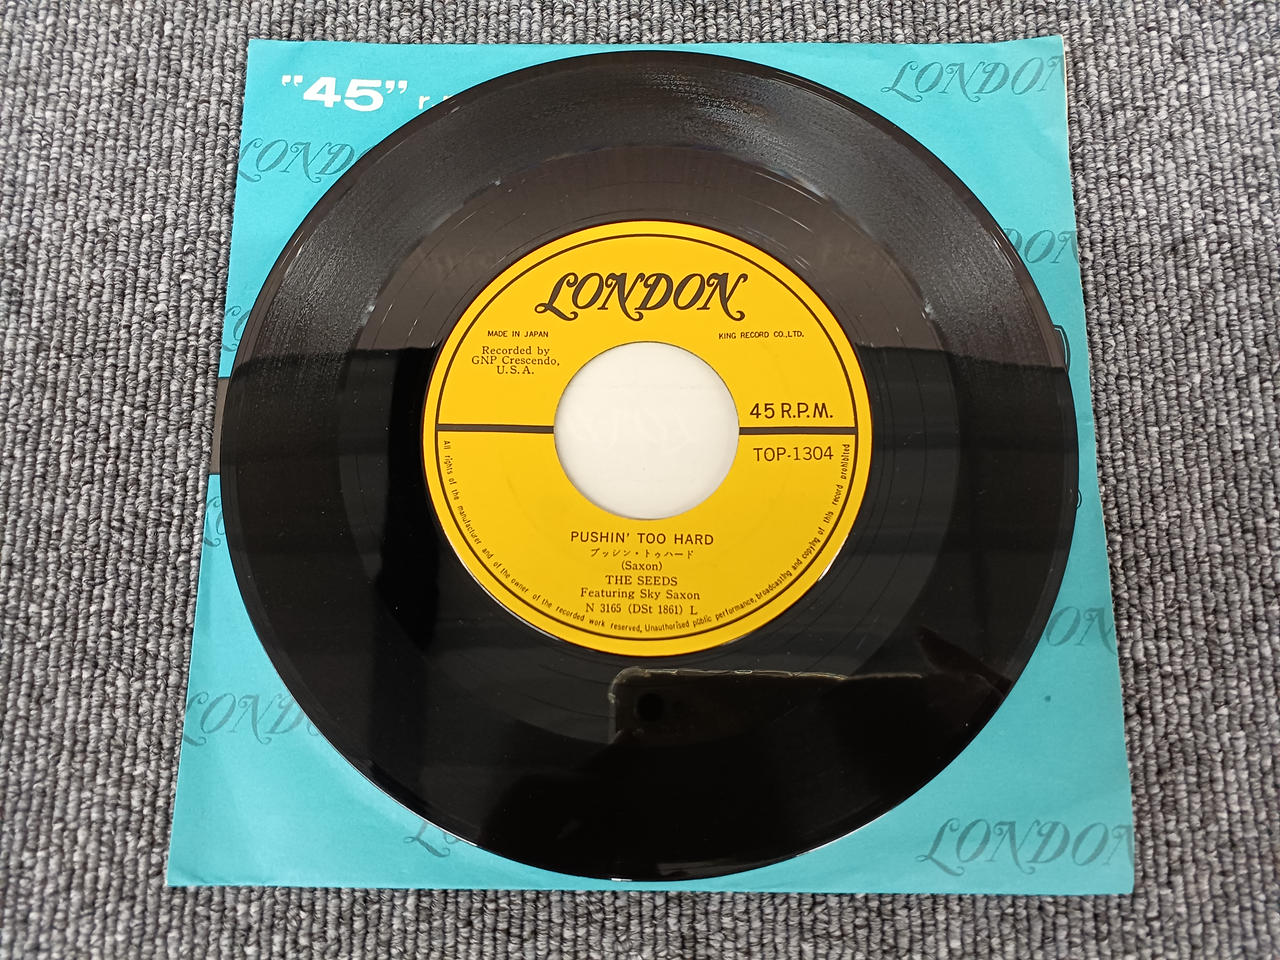 "45" r
LONDON
LONDON
MADE IN JAPAN
KING RECORD CO.,LTD.
Recorded by
GNP Crescendo,
U.S.A.
45 R.P.M.
TOP-1304
PUSHIN' TOO HARD
プッシン・トゥハード
(Saxon)
THE SEEDS
Featuring Sky Saxon
N 3165 (DSt 1861) L
All rights of the manufacturer and of the owner of the recorded work reserved, Unauthorised public performance, broadcasting and copying of this record prohibited
LONDON